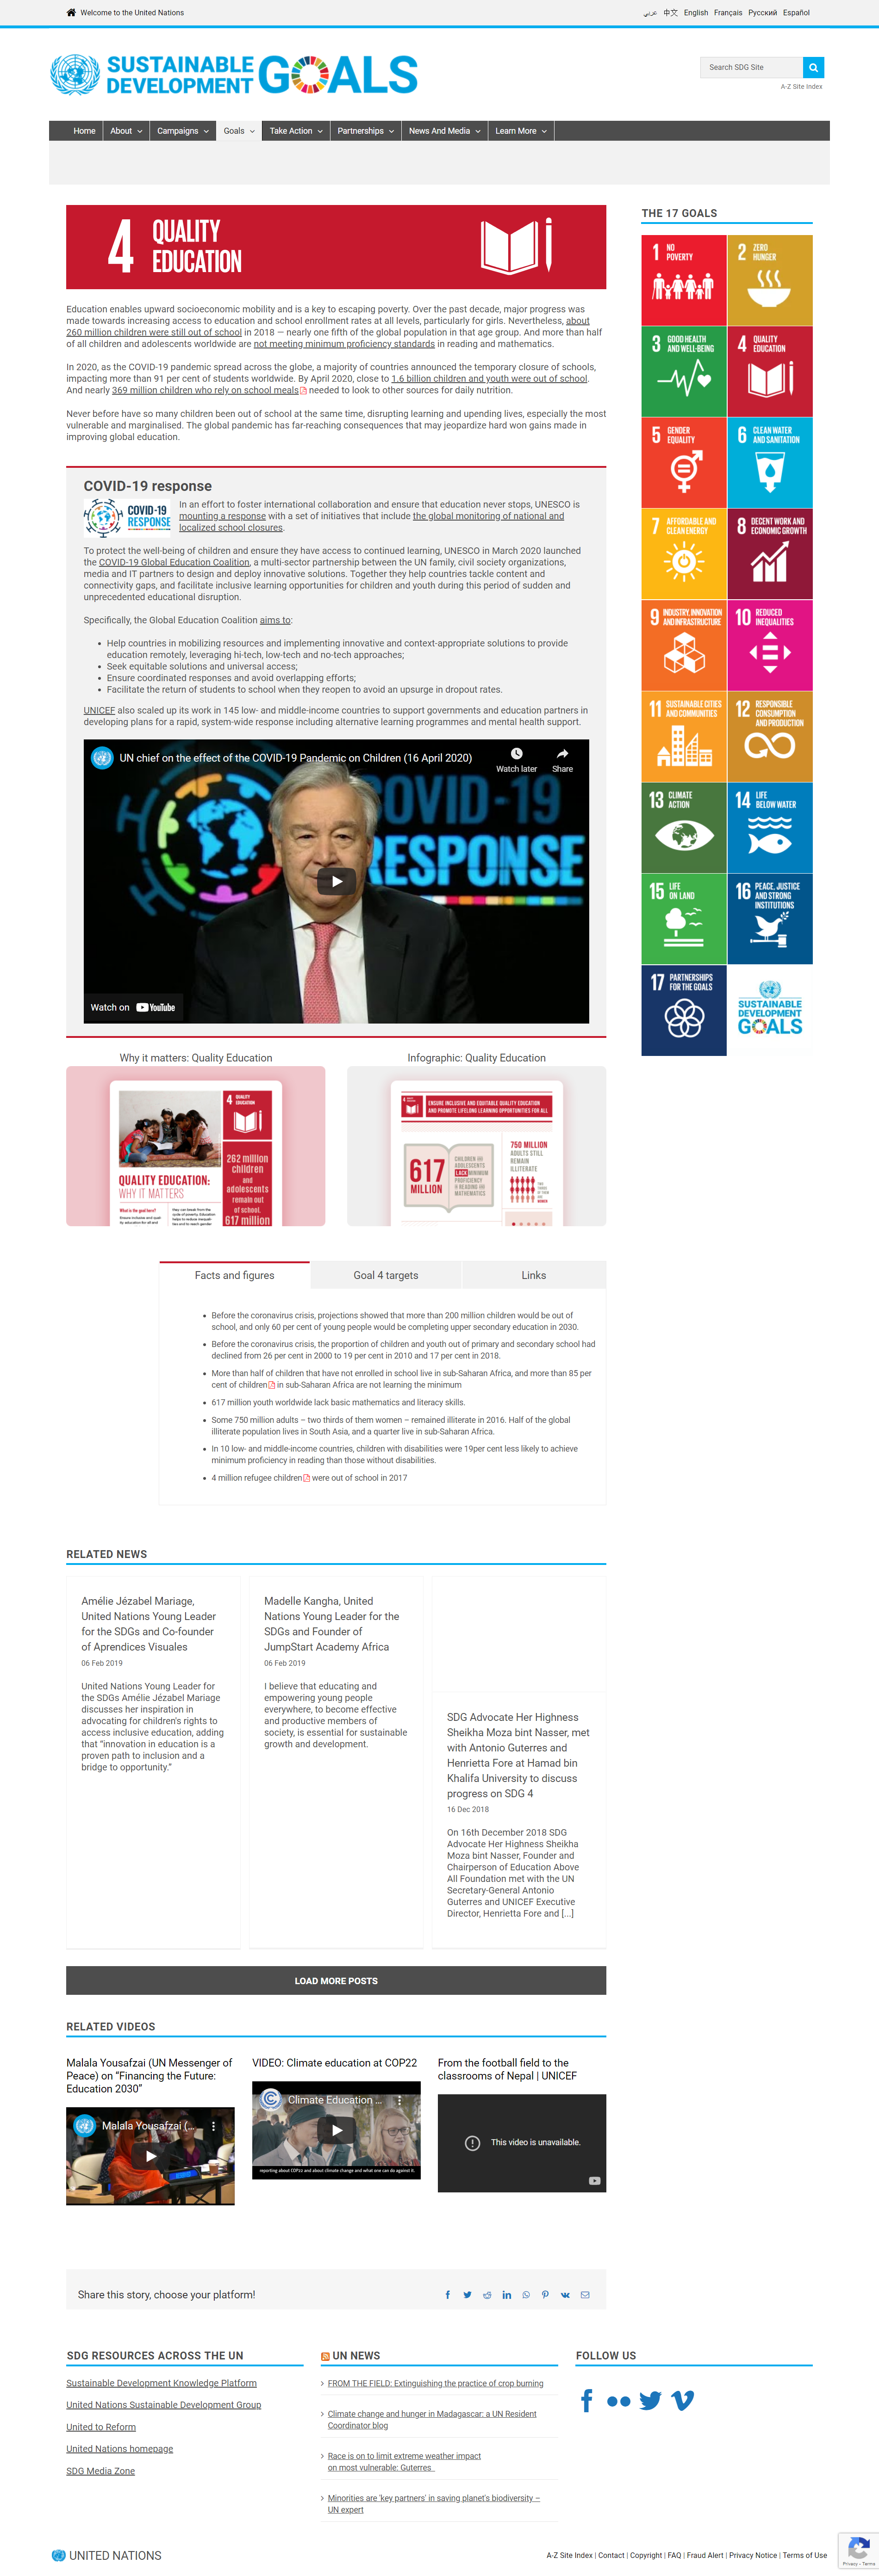 Welcome to the United Nations
عربي 中文 English Français Русский Español
SUSTAINABLE
DEVELOPMENT GOALS
Search SDG Site
A-Z Site Index
Home About Campaigns Goals Take Action Partnerships News And Media Learn More
4 QUALITY
EDUCATION
Education enables upward socioeconomic mobility and is a key to escaping poverty. Over the past decade, major progress was
made towards increasing access to education and school enrollment rates at all levels, particularly for girls. Nevertheless, about
260 million children were still out of school in 2018 — nearly one fifth of the global population in that age group. And more than half
of all children and adolescents worldwide are not meeting minimum proficiency standards in reading and mathematics.
In 2020, as the COVID-19 pandemic spread across the globe, a majority of countries announced the temporary closure of schools,
impacting more than 91 per cent of students worldwide. By April 2020, close to 1.6 billion children and youth were out of school.
And nearly 369 million children who rely on school meals needed to look to other sources for daily nutrition.
Never before have so many children been out of school at the same time, disrupting learning and upending lives, especially the most
vulnerable and marginalised. The global pandemic has far-reaching consequences that may jeopardize hard won gains made in
improving global education.
COVID-19 response
COVID-19
RESPONSE
In an effort to foster international collaboration and ensure that education never stops, UNESCO is
mounting a response with a set of initiatives that include the global monitoring of national and
localized school closures.
To protect the well-being of children and ensure they have access to continued learning, UNESCO in March 2020 launched
the COVID-19 Global Education Coalition, a multi-sector partnership between the UN family, civil society organizations,
media and IT partners to design and deploy innovative solutions. Together they help countries tackle content and
connectivity gaps, and facilitate inclusive learning opportunities for children and youth during this period of sudden and
unprecedented educational disruption.
Specifically, the Global Education Coalition aims to:
Help countries in mobilizing resources and implementing innovative and context-appropriate solutions to provide
education remotely, leveraging hi-tech, low-tech and no-tech approaches;
Seek equitable solutions and universal access;
Ensure coordinated responses and avoid overlapping efforts;
Facilitate the return of students to school when they reopen to avoid an upsurge in dropout rates.
UNICEF also scaled up its work in 145 low- and middle-income countries to support governments and education partners in
developing plans for a rapid, system-wide response including alternative learning programmes and mental health support.
UN chief on the effect of the COVID-19 Pandemic on Children (16 April 2020)
Watch later Share
Watch on YouTube
Why it matters: Quality Education
4 QUALITY
EDUCATION
262 million
children
and
adolescents
remain out
of school.
617 million
QUALITY EDUCATION:
WHY IT MATTERS
What is the goal here?
Infographic: Quality Education
ENSURE INCLUSIVE AND EQUITABLE QUALITY EDUCATION
AND PROMOTE LIFELONG LEARNING OPPORTUNITIES FOR ALL
617
MILLION
CHILDREN AND
ADOLESCENTS
LACK MINIMUM
PROFICIENCY
IN READING AND
MATHEMATICS
750 MILLION
ADULTS STILL
REMAIN
ILLITERATE
TWO
THIRDS OF
THEM ARE
WOMEN
Facts and figures Goal 4 targets Links
Before the coronavirus crisis, projections showed that more than 200 million children would be out of
school, and only 60 per cent of young people would be completing upper secondary education in 2030.
Before the coronavirus crisis, the proportion of children and youth out of primary and secondary school had
declined from 26 per cent in 2000 to 19 per cent in 2010 and 17 per cent in 2018.
More than half of children that have not enrolled in school live in sub-Saharan Africa, and more than 85 per
cent of children in sub-Saharan Africa are not learning the minimum
617 million youth worldwide lack basic mathematics and literacy skills.
Some 750 million adults – two thirds of them women – remained illiterate in 2016. Half of the global
illiterate population lives in South Asia, and a quarter live in sub-Saharan Africa.
In 10 low- and middle-income countries, children with disabilities were 19per cent less likely to achieve
minimum proficiency in reading than those without disabilities.
4 million refugee children were out of school in 2017
RELATED NEWS
Amélie Jézabel Mariage,
United Nations Young Leader
for the SDGs and Co-founder
of Aprendices Visuales
06 Feb 2019
United Nations Young Leader for
the SDGs Amélie Jézabel Mariage
discusses her inspiration in
advocating for children's rights to
access inclusive education, adding
that “innovation in education is a
proven path to inclusion and a
bridge to opportunity.”
Madelle Kangha, United
Nations Young Leader for the
SDGs and Founder of
JumpStart Academy Africa
06 Feb 2019
I believe that educating and
empowering young people
everywhere, to become effective
and productive members of
society, is essential for sustainable
growth and development.
SDG Advocate Her Highness
Sheikha Moza bint Nasser, met
with Antonio Guterres and
Henrietta Fore at Hamad bin
Khalifa University to discuss
progress on SDG 4
16 Dec 2018
On 16th December 2018 SDG
Advocate Her Highness Sheikha
Moza bint Nasser, Founder and
Chairperson of Education Above
All Foundation met with the UN
Secretary-General Antonio
Guterres and UNICEF Executive
Director, Henrietta Fore and [...]
LOAD MORE POSTS
RELATED VIDEOS
Malala Yousafzai (UN Messenger of
Peace) on “Financing the Future:
Education 2030”
Malala Yousafzai (...
VIDEO: Climate education at COP22
Climate Education ...
reporting about COP22 and about climate change and what one can do against it.
From the football field to the
classrooms of Nepal | UNICEF
This video is unavailable.
Share this story, choose your platform!
THE 17 GOALS
1 NO
POVERTY
2 ZERO
HUNGER
3 GOOD HEALTH
AND WELL-BEING
4 QUALITY
EDUCATION
5 GENDER
EQUALITY
6 CLEAN WATER
AND SANITATION
7 AFFORDABLE AND
CLEAN ENERGY
8 DECENT WORK AND
ECONOMIC GROWTH
9 INDUSTRY, INNOVATION
AND INFRASTRUCTURE
10 REDUCED
INEQUALITIES
11 SUSTAINABLE CITIES
AND COMMUNITIES
12 RESPONSIBLE
CONSUMPTION
AND PRODUCTION
13 CLIMATE
ACTION
14 LIFE
BELOW WATER
15 LIFE
ON LAND
16 PEACE, JUSTICE
AND STRONG
INSTITUTIONS
17 PARTNERSHIPS
FOR THE GOALS
SUSTAINABLE
DEVELOPMENT
GOALS
SDG RESOURCES ACROSS THE UN
Sustainable Development Knowledge Platform
United Nations Sustainable Development Group
United to Reform
United Nations homepage
SDG Media Zone
UN NEWS
FROM THE FIELD: Extinguishing the practice of crop burning
Climate change and hunger in Madagascar: a UN Resident
Coordinator blog
Race is on to limit extreme weather impact
on most vulnerable: Guterres
Minorities are 'key partners' in saving planet's biodiversity –
UN expert
FOLLOW US
UNITED NATIONS
A-Z Site Index | Contact | Copyright | FAQ | Fraud Alert | Privacy Notice | Terms of Use
Privacy - Terms